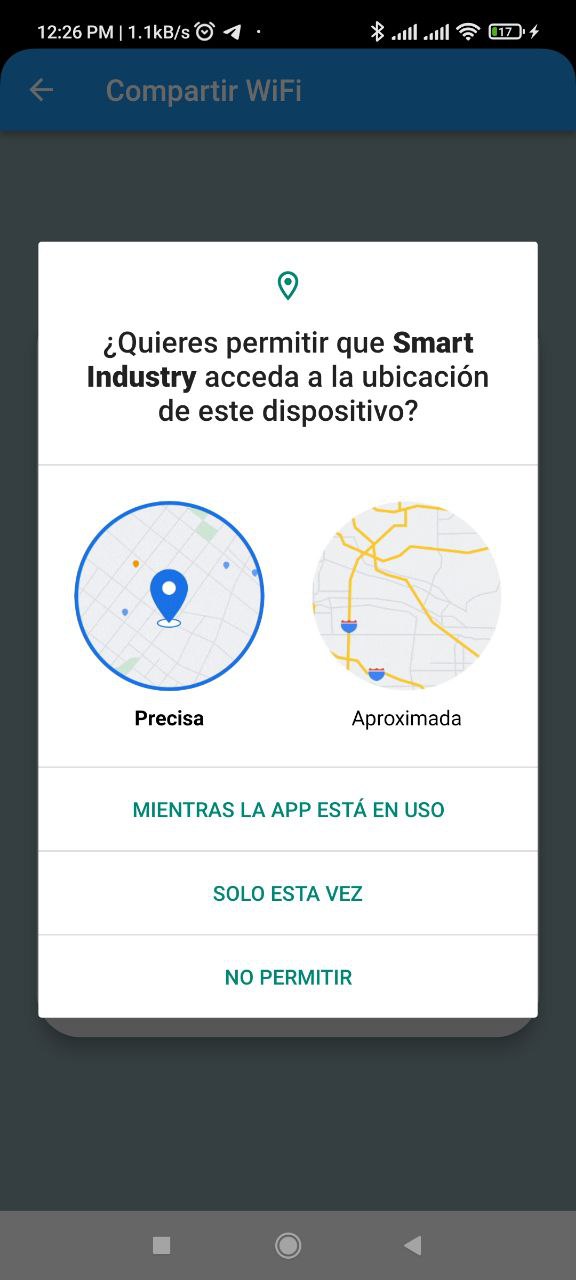 12:26 PM | 1.1kB/s
17
Compartir WiFi
¿Quieres permitir que Smart
Industry acceda a la ubicación
de este dispositivo?
Precisa
Aproximada
MIENTRAS LA APP ESTÁ EN USO
SOLO ESTA VEZ
NO PERMITIR